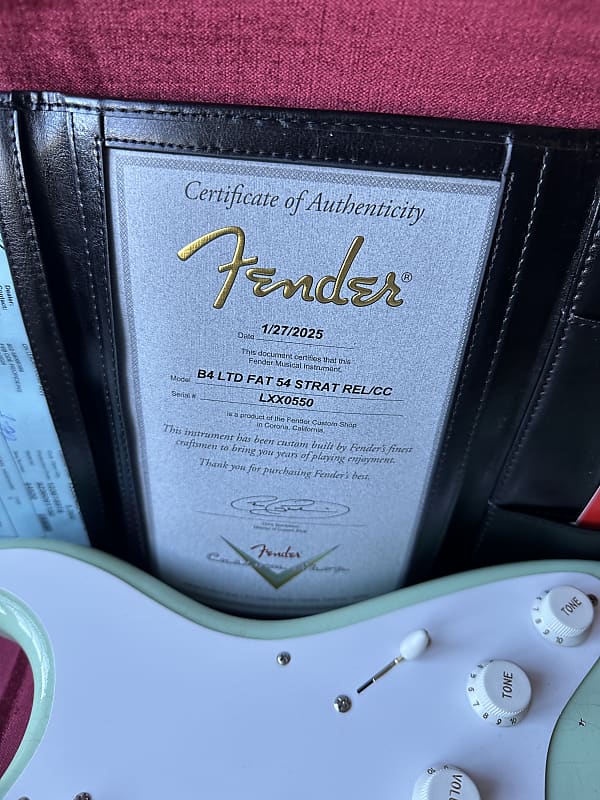 Certificate of Authenticity
Fender®
Date 1/27/2025
This document certifies that this
Fender Musical Instrument,
Model B4 LTD FAT 54 STRAT REL/CC
Serial # LXX0550
is a product of the Fender Custom Shop
in Corona, California.
This instrument has been custom built by Fender's finest
craftsmen to bring you years of playing enjoyment.
Thank you for purchasing Fender's best.
Fender
Custom Shop
Dealer:
Contact:
TONE
TONE
VOL
10